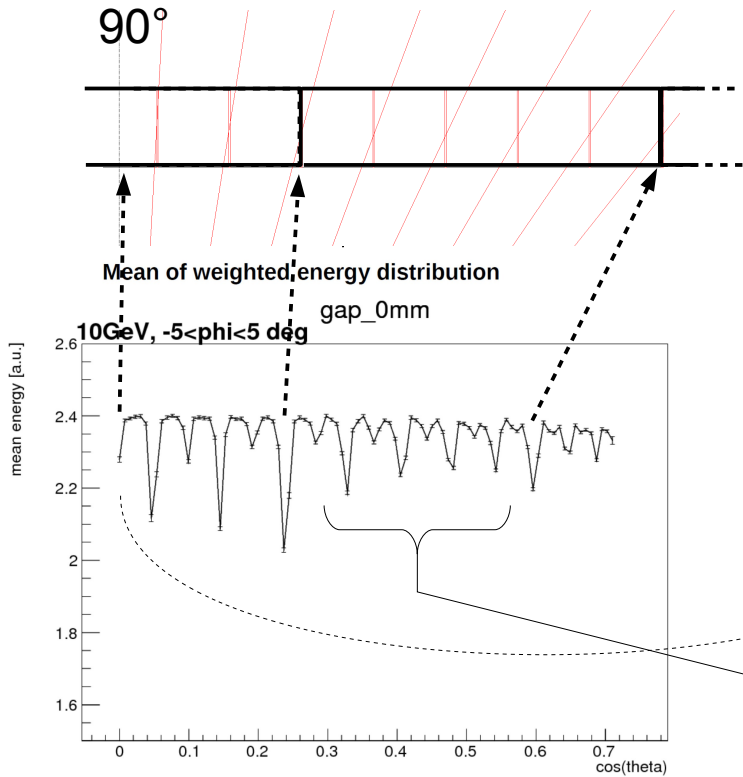 90°
Mean of weighted energy distribution
gap_0mm
10GeV, -5<phi<5 deg
mean energy [a.u.]
2.6
2.4
2.2
2
1.8
1.6
0 0.1 0.2 0.3 0.4 0.5 0.6 0.7
cos(theta)